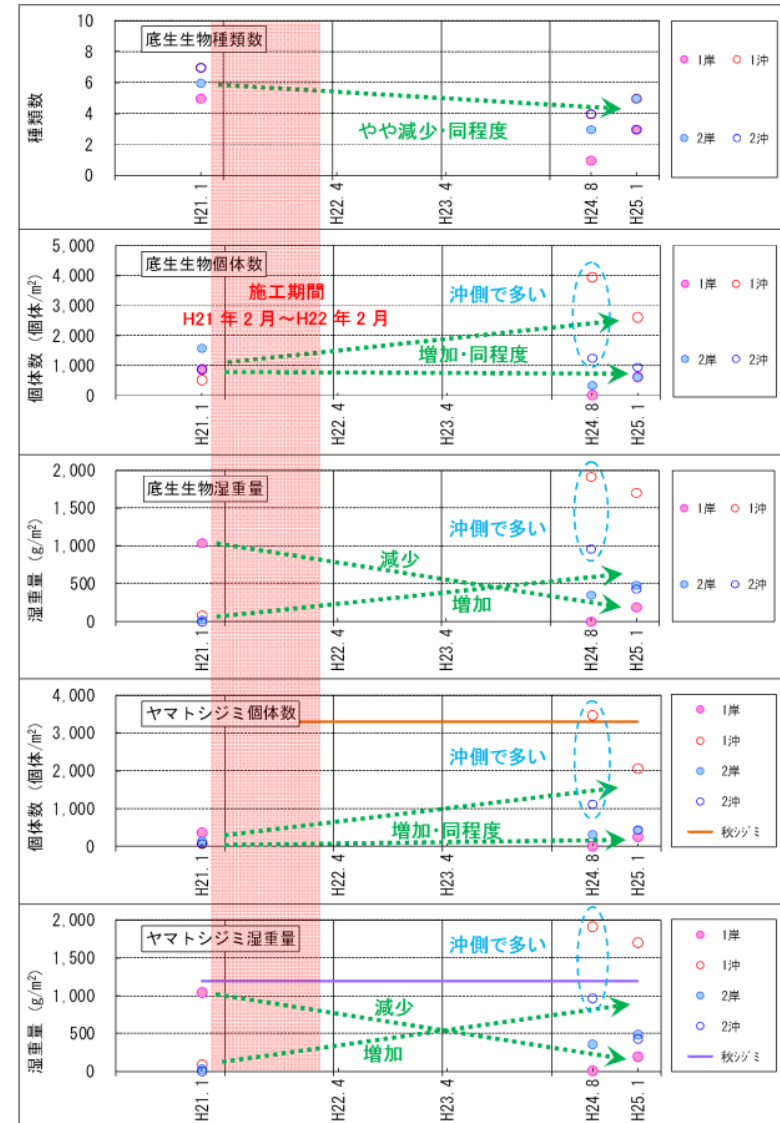 底生生物種類数
種類数
10
8
6
4
2
0
やや減少・同程度
H21. 1
H22. 4
H23. 4
H24. 8
H25. 1
1岸
1沖
2岸
2沖
底生生物個体数
個体数 (個体/m²)
5,000
4,000
3,000
2,000
1,000
0
施工期間
H21 年 2 月～H22 年 2 月
沖側で多い
増加・同程度
H21. 1
H22. 4
H23. 4
H24. 8
H25. 1
1岸
1沖
2岸
2沖
底生生物湿重量
湿重量 (g/m²)
2,000
1,500
1,000
500
0
沖側で多い
減少
増加
H21. 1
H22. 4
H23. 4
H24. 8
H25. 1
1岸
1沖
2岸
2沖
ヤマトシジミ個体数
個体数 (個体/m²)
4,000
3,000
2,000
1,000
0
沖側で多い
増加・同程度
H21. 1
H22. 4
H23. 4
H24. 8
H25. 1
1岸
1沖
2岸
2沖
秋シジミ
ヤマトシジミ湿重量
湿重量 (g/m²)
2,000
1,500
1,000
500
0
沖側で多い
減少
増加
H21. 1
H22. 4
H23. 4
H24. 8
H25. 1
1岸
1沖
2岸
2沖
秋シジミ